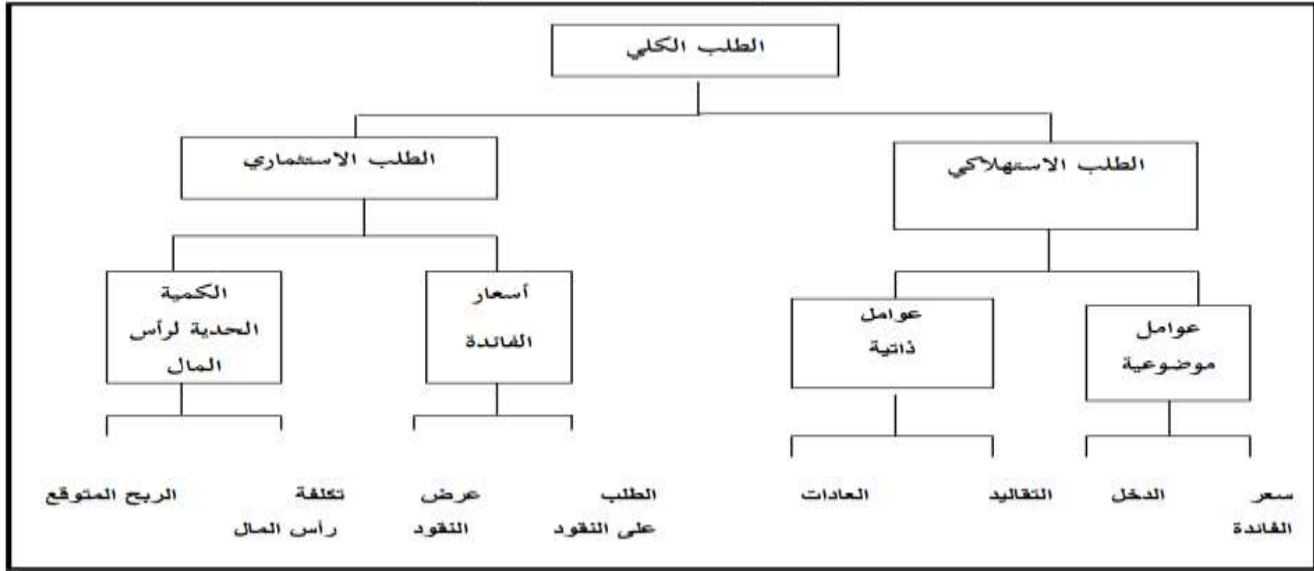 الطلب الكلي
الطلب الاستهلاكي
الطلب الاستثماري
عوامل
موضوعية
عوامل
ذاتية
أسعار
الفائدة
الكمية
الحدية لرأس
المال
سعر
الفائدة
الدخل
التقاليد
العادات
الطلب
على النقود
عرض
النقود
تكلفة
رأس المال
الربح المتوقع